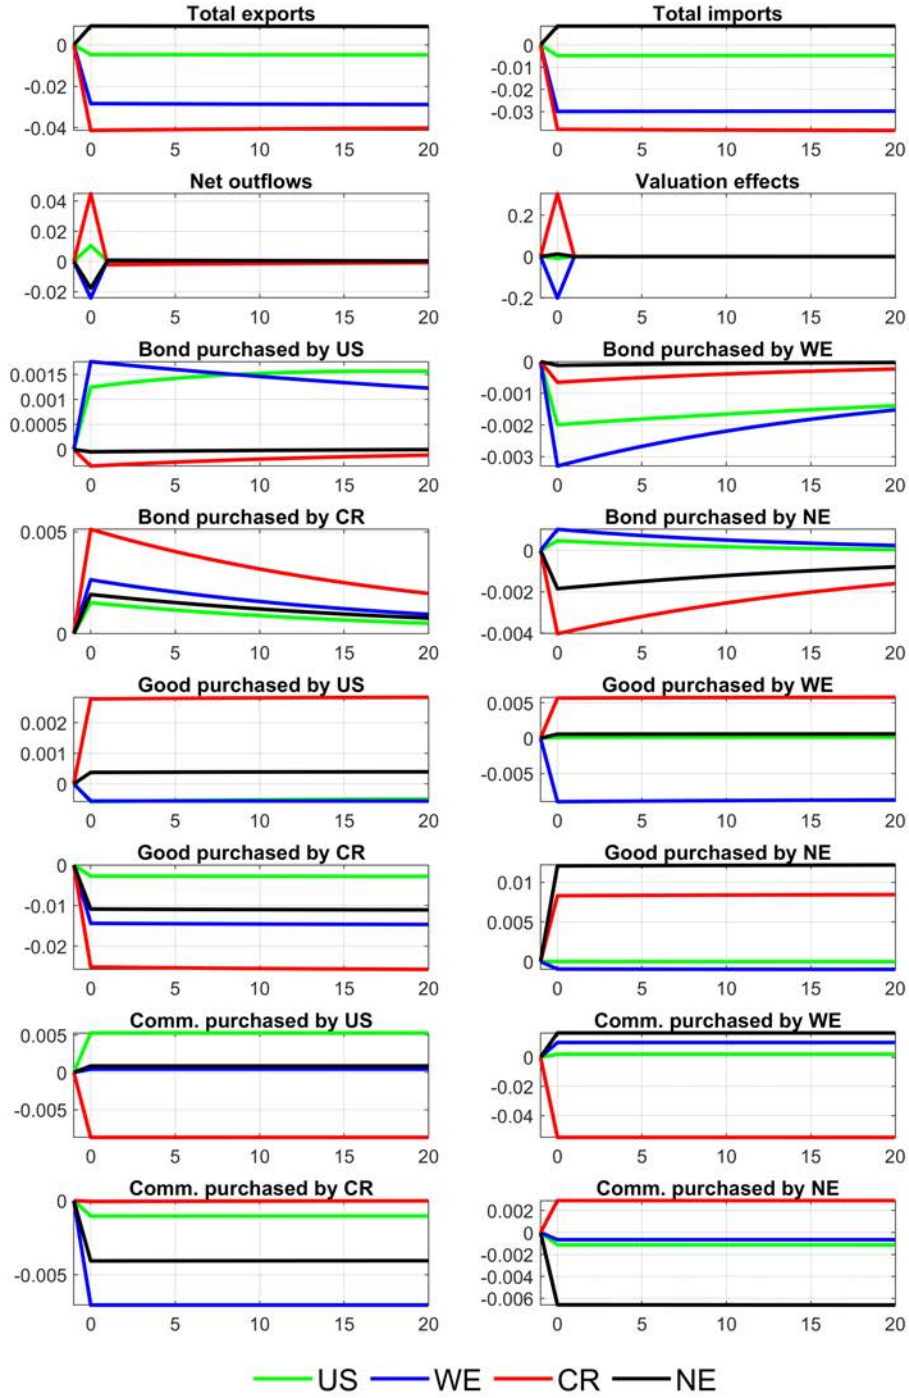 Total exports
0
-0.02
-0.04
0 5 10 15 20
Total imports
0
-0.01
-0.03
0 5 10 15 20
Net outflows
0.04
0.02
0
-0.02
0 5 10 15 20
Valuation effects
0.2
0
-0.2
0 5 10 15 20
Bond purchased by US
0.0015
0.001
0.0005
0
0 5 10 15 20
Bond purchased by WE
0
-0.001
-0.002
-0.003
0 5 10 15 20
Bond purchased by CR
0.005
0
0 5 10 15 20
Bond purchased by NE
0
-0.002
-0.004
0 5 10 15 20
Good purchased by US
0.002
0.001
0
0 5 10 15 20
Good purchased by WE
0.005
0
-0.005
0 5 10 15 20
Good purchased by CR
0
-0.01
-0.02
0 5 10 15 20
Good purchased by NE
0.01
0.005
0
0 5 10 15 20
Comm. purchased by US
0.005
0
-0.005
0 5 10 15 20
Comm. purchased by WE
0
-0.02
-0.04
0 5 10 15 20
Comm. purchased by CR
0
-0.005
0 5 10 15 20
Comm. purchased by NE
0.002
0
-0.002
-0.004
-0.006
0 5 10 15 20
US WE CR NE